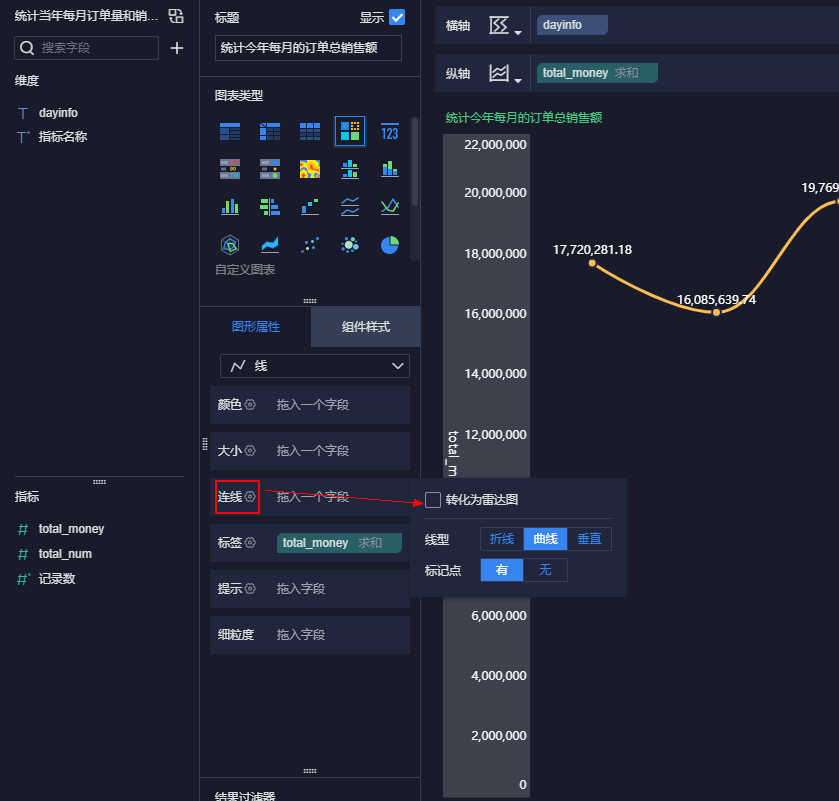 统计当年每月订单量和销...
搜索字段
维度
dayinfo
指标名称
指标
total_money
total_num
记录数
标题
显示
统计今年每月的订单总销售额
图表类型
123
自定义图表
图形属性
组件样式
线
颜色
拖入一个字段
大小
拖入一个字段
连线
拖入一个字段
标签
total_money 求和
提示
拖入字段
细粒度
拖入字段
结果过滤器
横轴
dayinfo
纵轴
total_money 求和
统计今年每月的订单总销售额
22,000,000
20,000,000
18,000,000
16,000,000
14,000,000
12,000,000
6,000,000
4,000,000
2,000,000
0
total_m
17,720,281.18
16,085,639.74
19,769
转化为雷达图
线型
折线
曲线
垂直
标记点
有
无